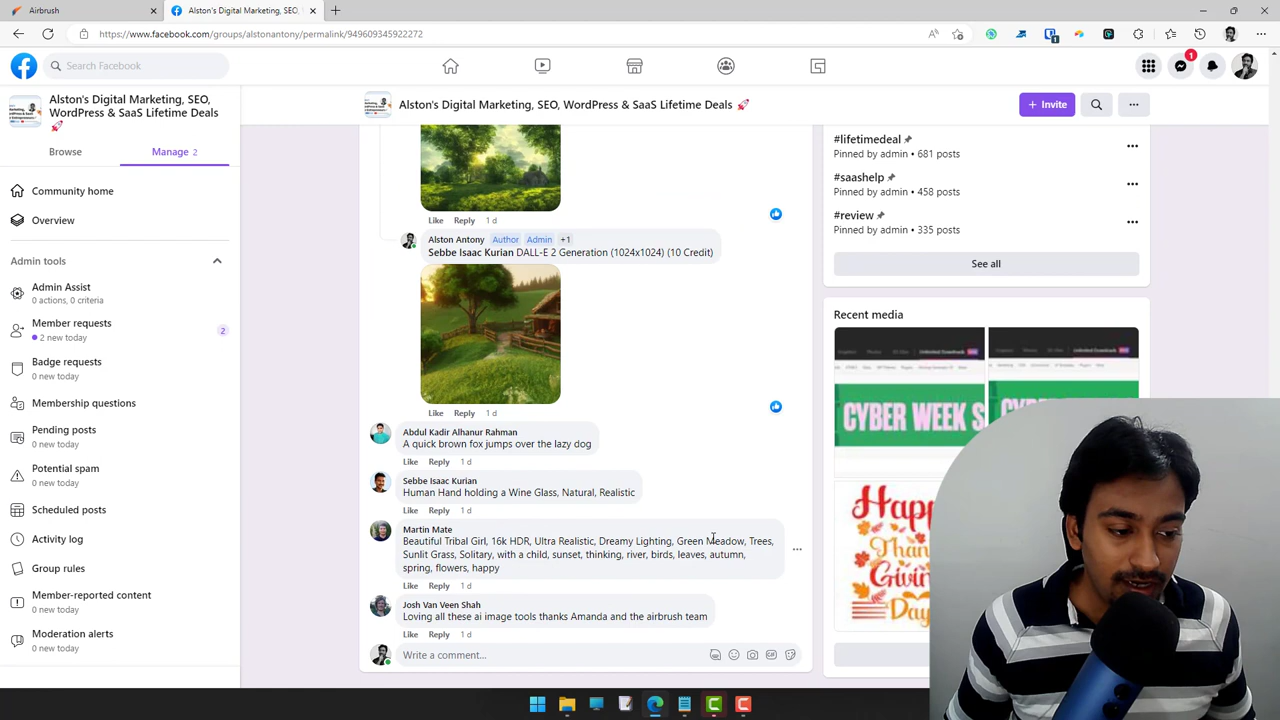 Airbrush
Alston's Digital Marketing, SEO,
https://www.facebook.com/groups/alstonantony/permalink/949609345922272
Search Facebook
1
Alston's Digital Marketing, SEO,
WordPress & SaaS Lifetime Deals
Browse
Manage 2
Community home
Overview
Admin tools
Admin Assist
0 actions, 0 criteria
Member requests
2 new today
2
Badge requests
0 new today
Membership questions
0 new today
Pending posts
0 new today
Potential spam
0 new today
Scheduled posts
Activity log
Group rules
Member-reported content
0 new today
Moderation alerts
0 new today
Alston's Digital Marketing, SEO, WordPress & SaaS Lifetime Deals 🚀
+ Invite
Like Reply 1 d
Alston Antony Author Admin +1
Sebbe Isaac Kurian DALL-E 2 Generation (1024x1024) (10 Credit)
Like Reply 1 d
Abdul Kadir Alhanur Rahman
A quick brown fox jumps over the lazy dog
Like Reply 1 d
Sebbe Isaac Kurian
Human Hand holding a Wine Glass, Natural, Realistic
Like Reply 1 d
Martin Mate
Beautiful Tribal Girl, 16k HDR, Ultra Realistic, Dreamy Lighting, Green Meadow, Trees,
Sunlit Grass, Solitary, with a child, sunset, thinking, river, birds, leaves, autumn,
spring, flowers, happy
Like Reply 1 d
Josh Van Veen Shah
Loving all these ai image tools thanks Amanda and the airbrush team
Like Reply 1 d
Write a comment...
#lifetimedeal
Pinned by admin • 681 posts
#saashelp
Pinned by admin • 458 posts
#review
Pinned by admin • 335 posts
See all
Recent media
CYBER WEEK S
CYBER WEEK S